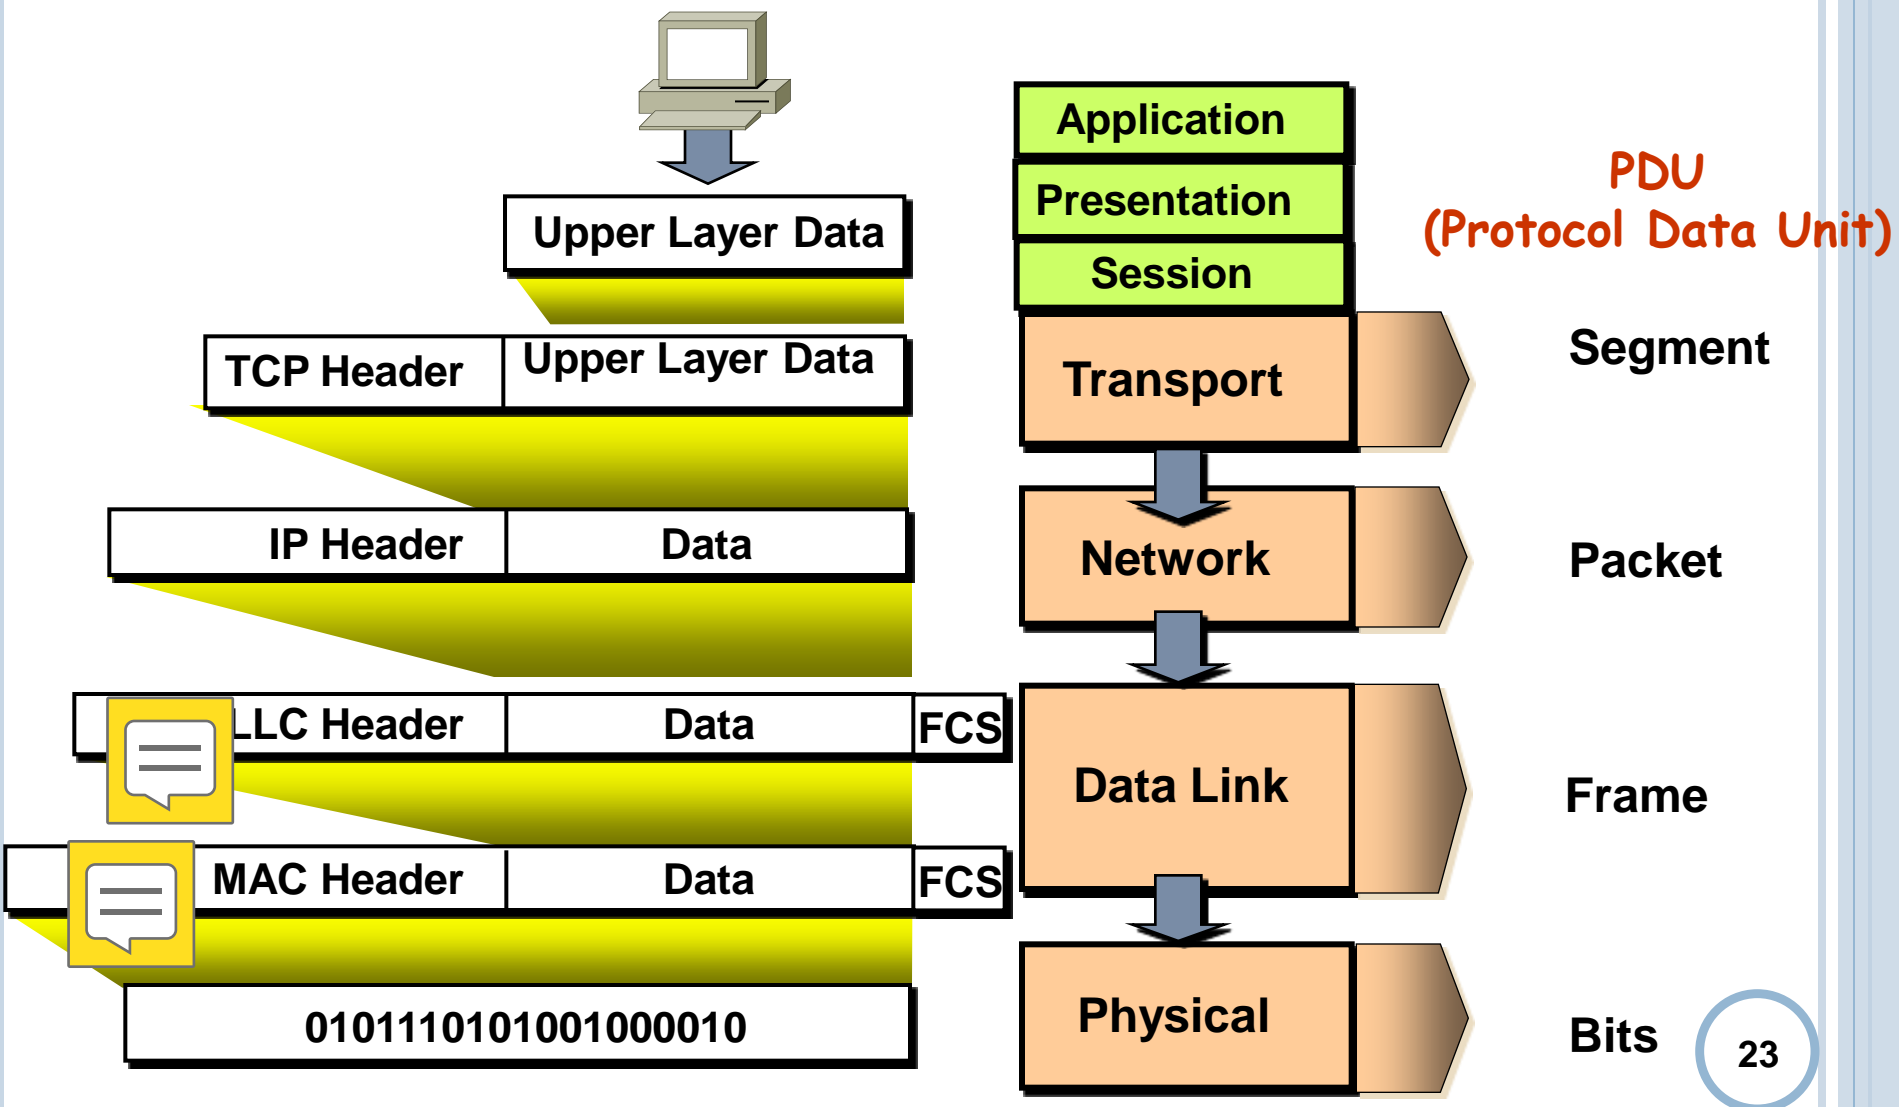 Upper Layer Data
TCP Header Upper Layer Data
IP Header Data
LLC Header Data FCS
MAC Header Data FCS
0101110101001000010
Application
Presentation
Session
Transport
Network
Data Link
Physical
PDU
(Protocol Data Unit)
Segment
Packet
Frame
Bits
23